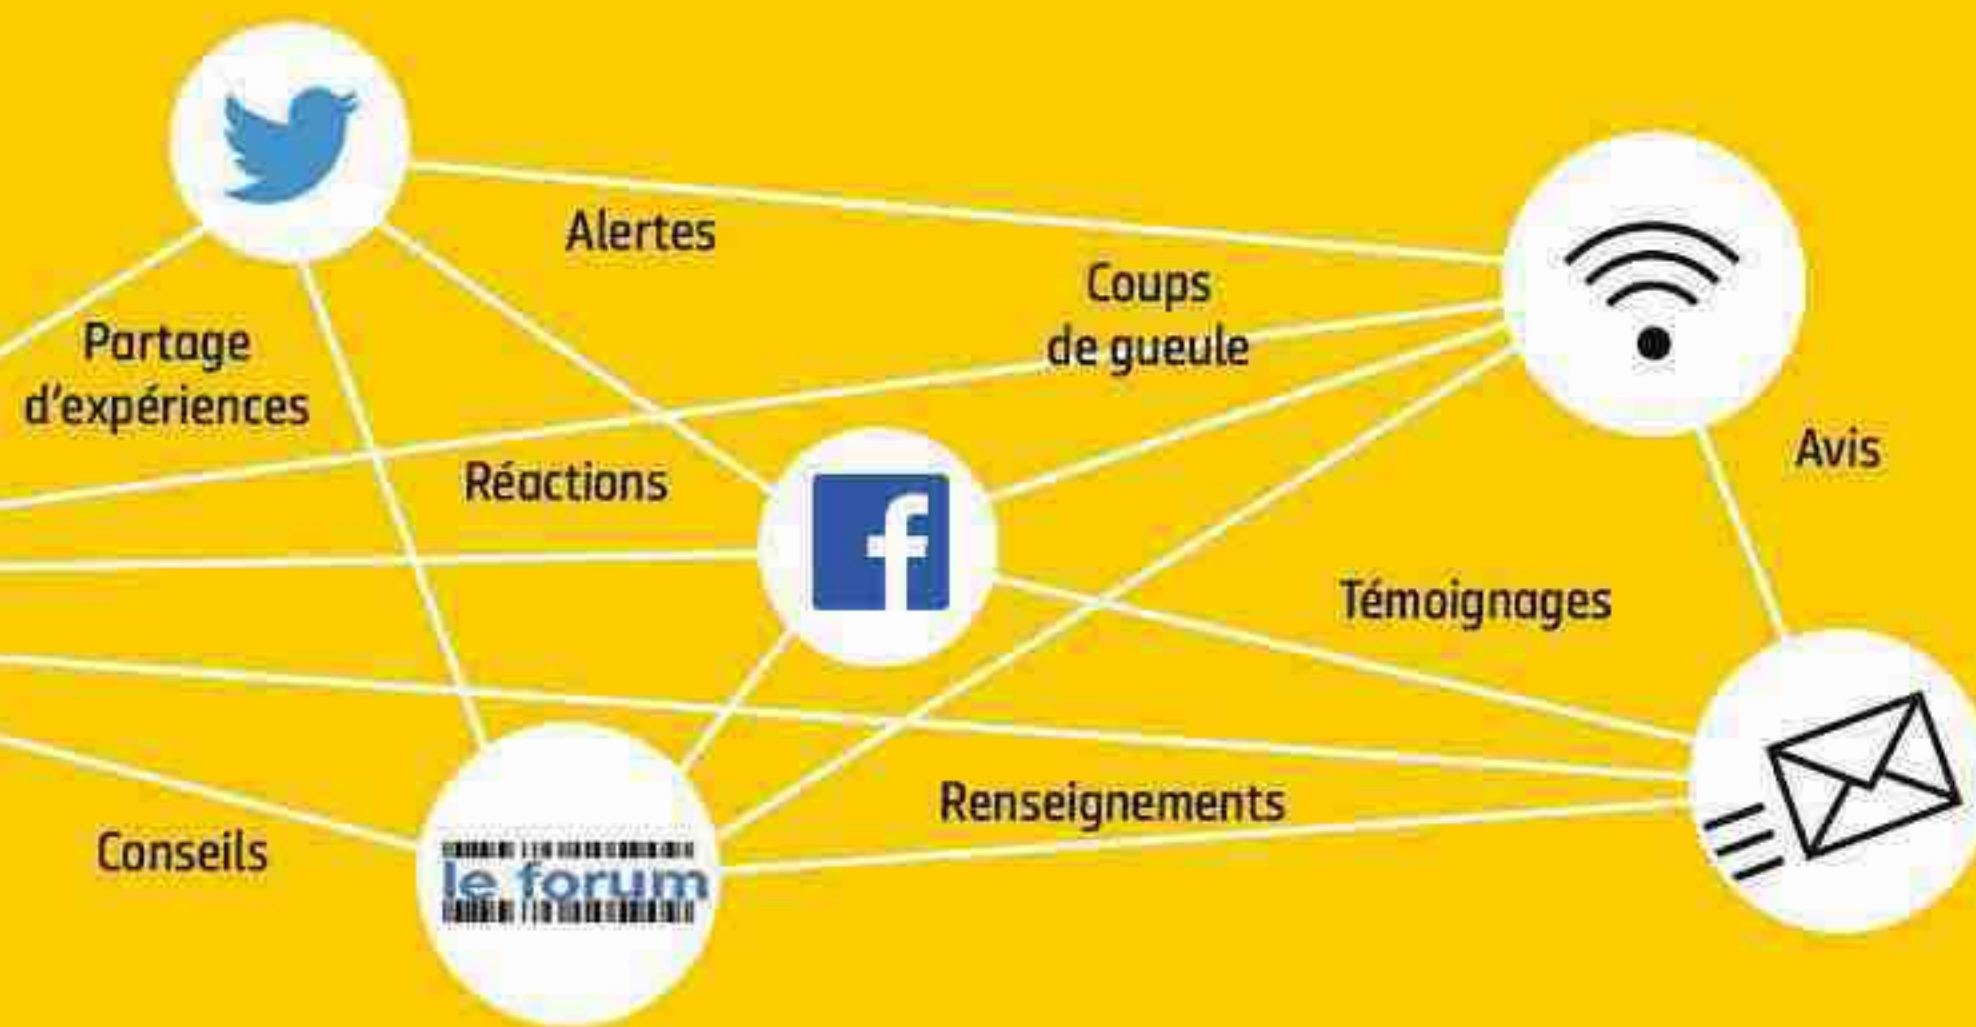 Alertes
Coups
de gueule
Partage
d'expériences
Avis
Réactions
Témoignages
Renseignements
Conseils
le forum